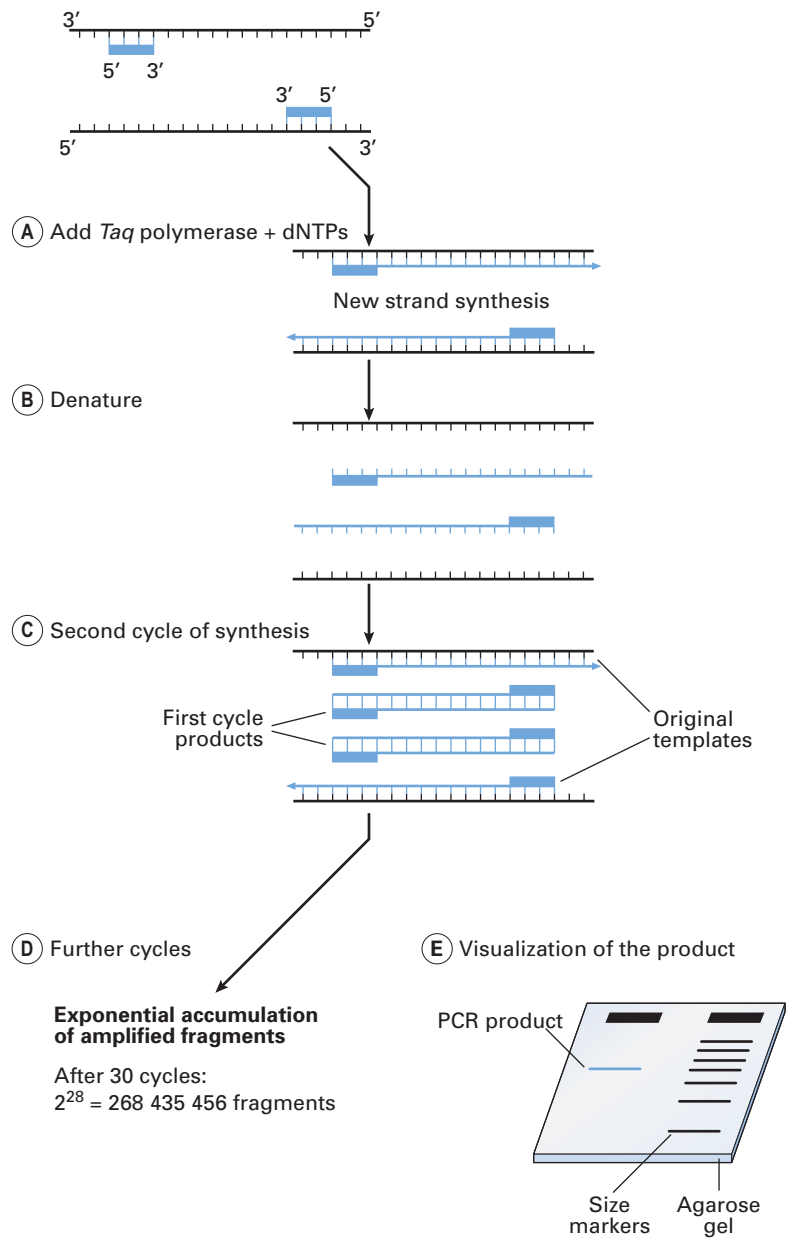 3′ 5′
5′ 3′
3′ 5′
5′ 3′
A Add Taq polymerase + dNTPs
New strand synthesis
B Denature
C Second cycle of synthesis
First cycle
products
Original
templates
D Further cycles
Exponential accumulation
of amplified fragments
After 30 cycles:
2²⁸ = 268 435 456 fragments
E Visualization of the product
PCR product
Size
markers
Agarose
gel